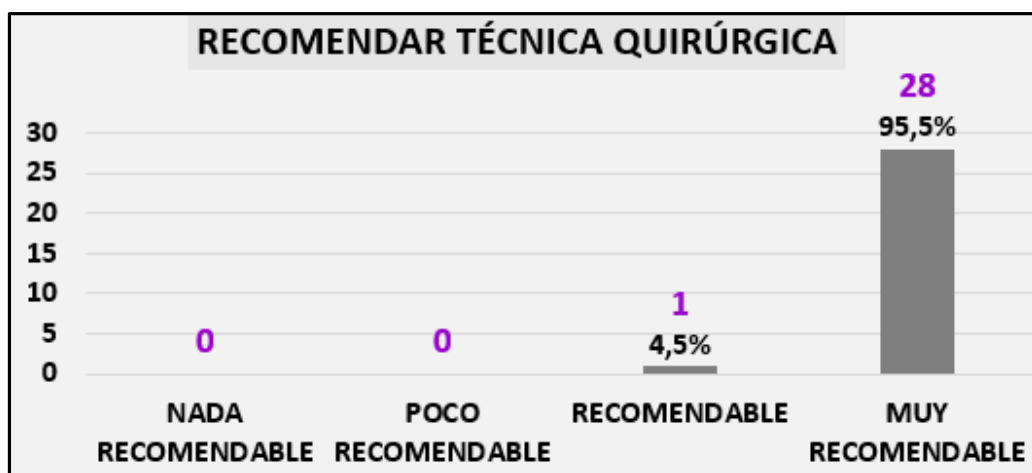 RECOMENDAR TÉCNICA QUIRÚRGICA
28
95,5%
30
25
20
15
10
5
0
0
0
1
4,5%
NADA
RECOMENDABLE
POCO
RECOMENDABLE
RECOMENDABLE
MUY
RECOMENDABLE